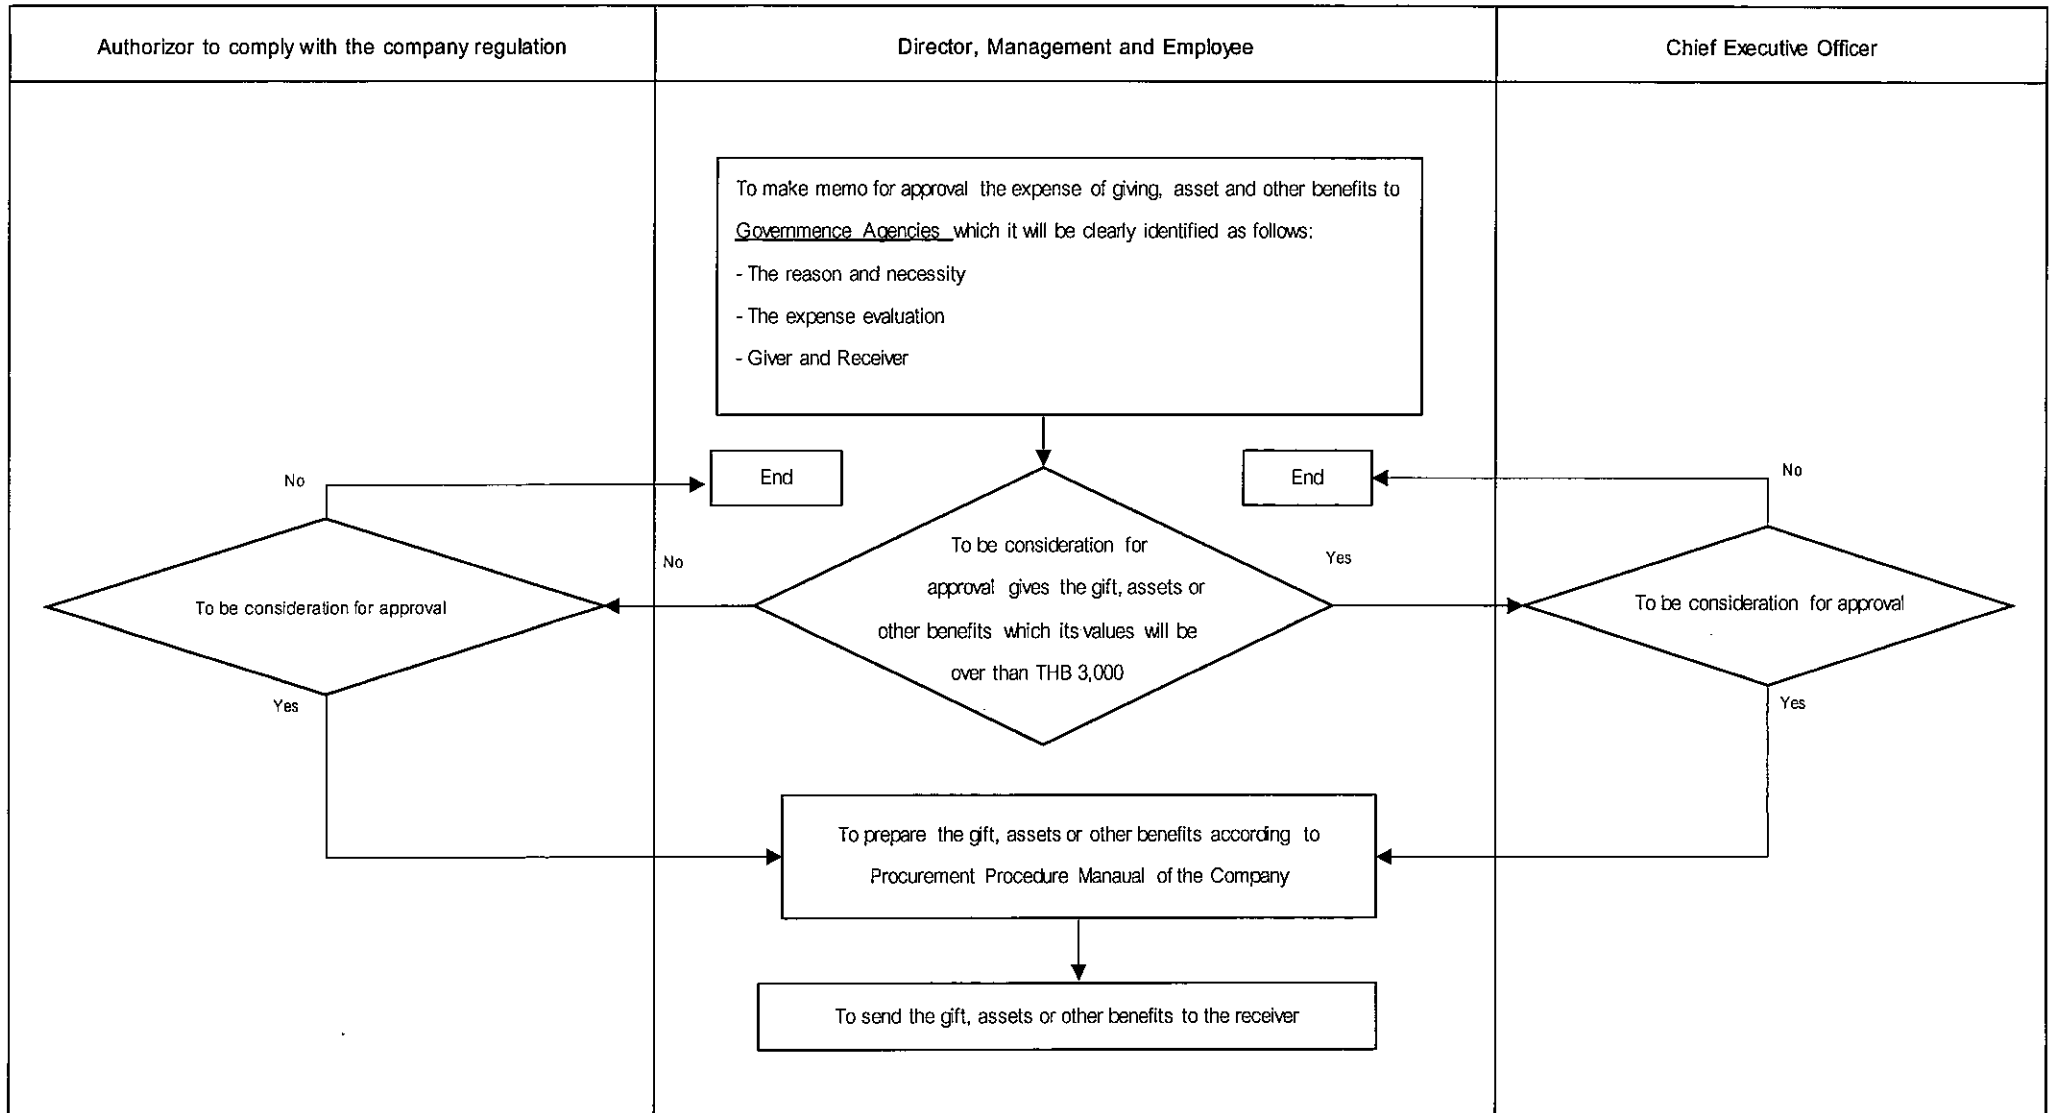 Authorizor to comply with the company regulation
Director, Management and Employee
Chief Executive Officer
To make memo for approval the expense of giving, asset and other benefits to
Governmence Agencies which it will be clearly identified as follows:
- The reason and necessity
- The expense evaluation
- Giver and Receiver
No
End
End
No
To be consideration for approval
No
To be consideration for
approval gives the gift, assets or
other benefits which its values will be
over than THB 3,000
Yes
To be consideration for approval
Yes
Yes
To prepare the gift, assets or other benefits according to
Procurement Procedure Manaual of the Company
To send the gift, assets or other benefits to the receiver